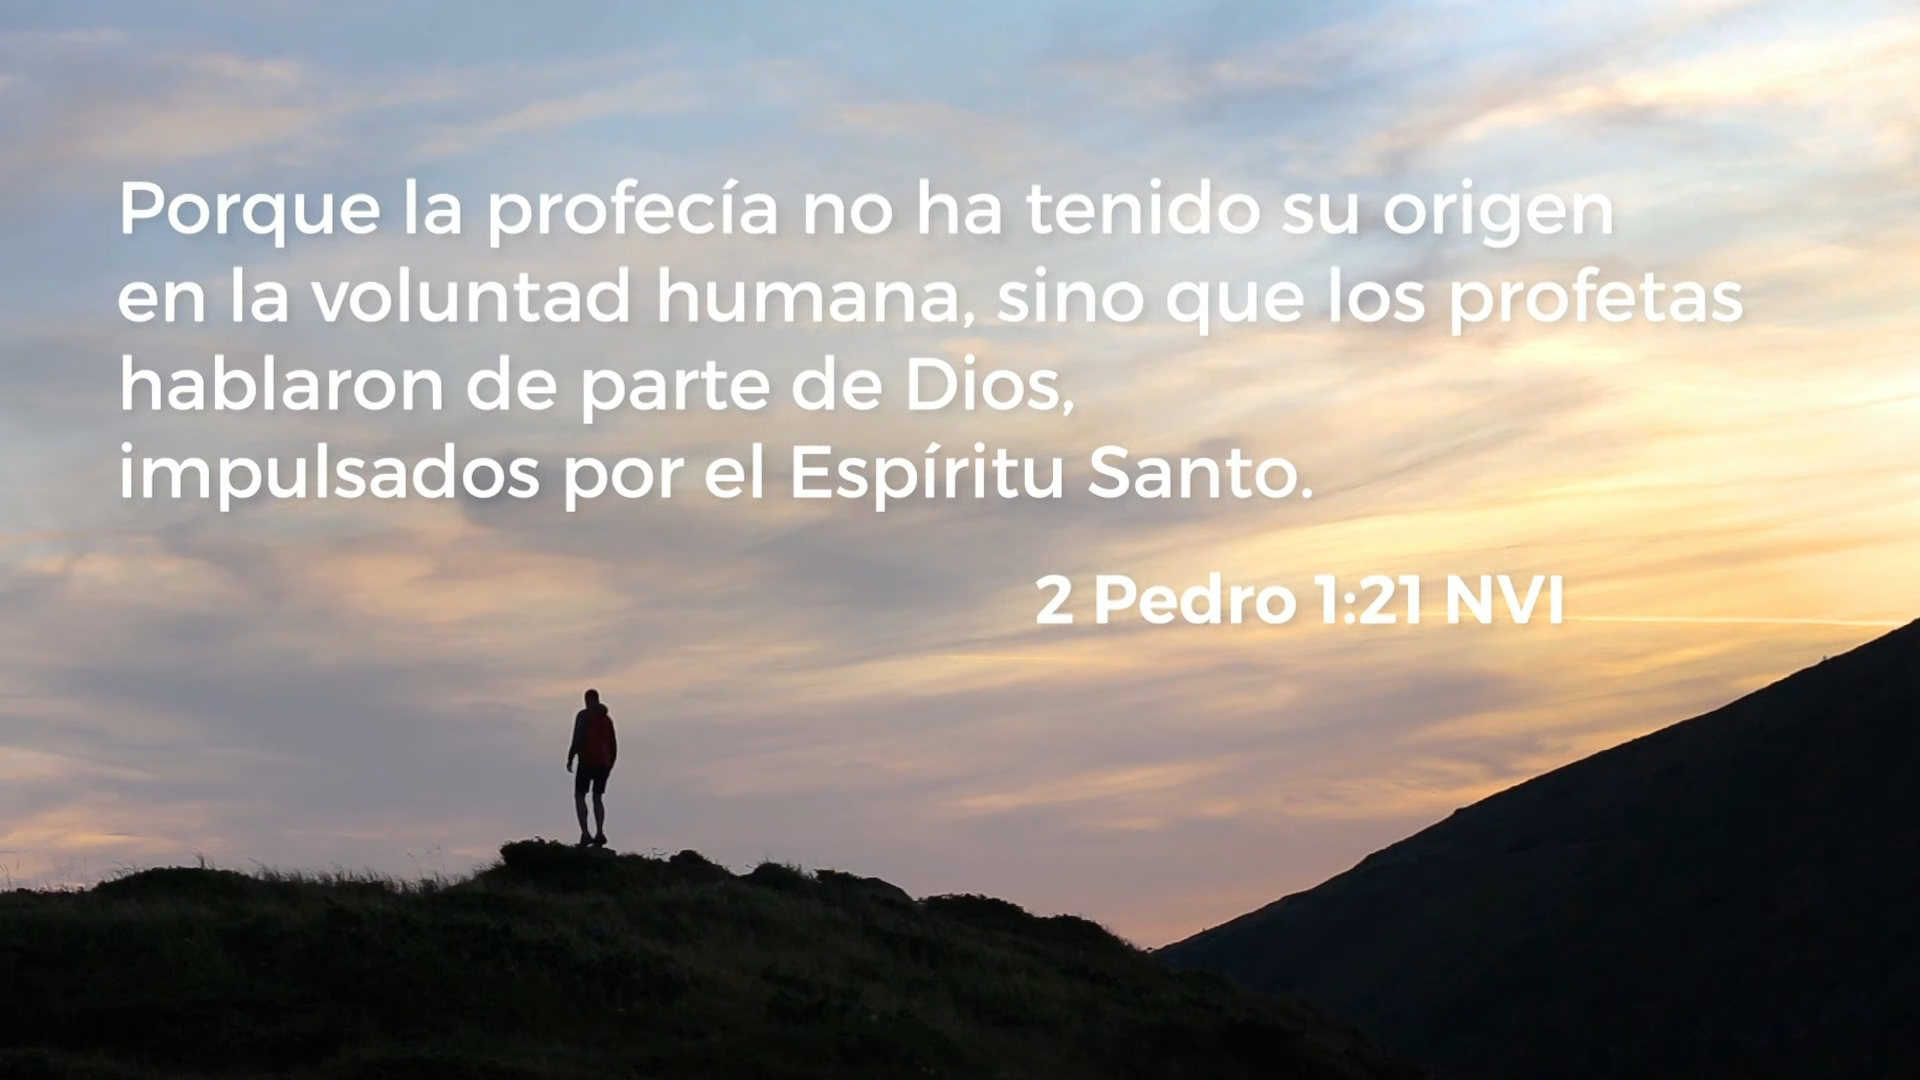 Porque la profecía no ha tenido su origen
en la voluntad humana, sino que los profetas
hablaron de parte de Dios,
impulsados por el Espíritu Santo.
2 Pedro 1:21 NVI